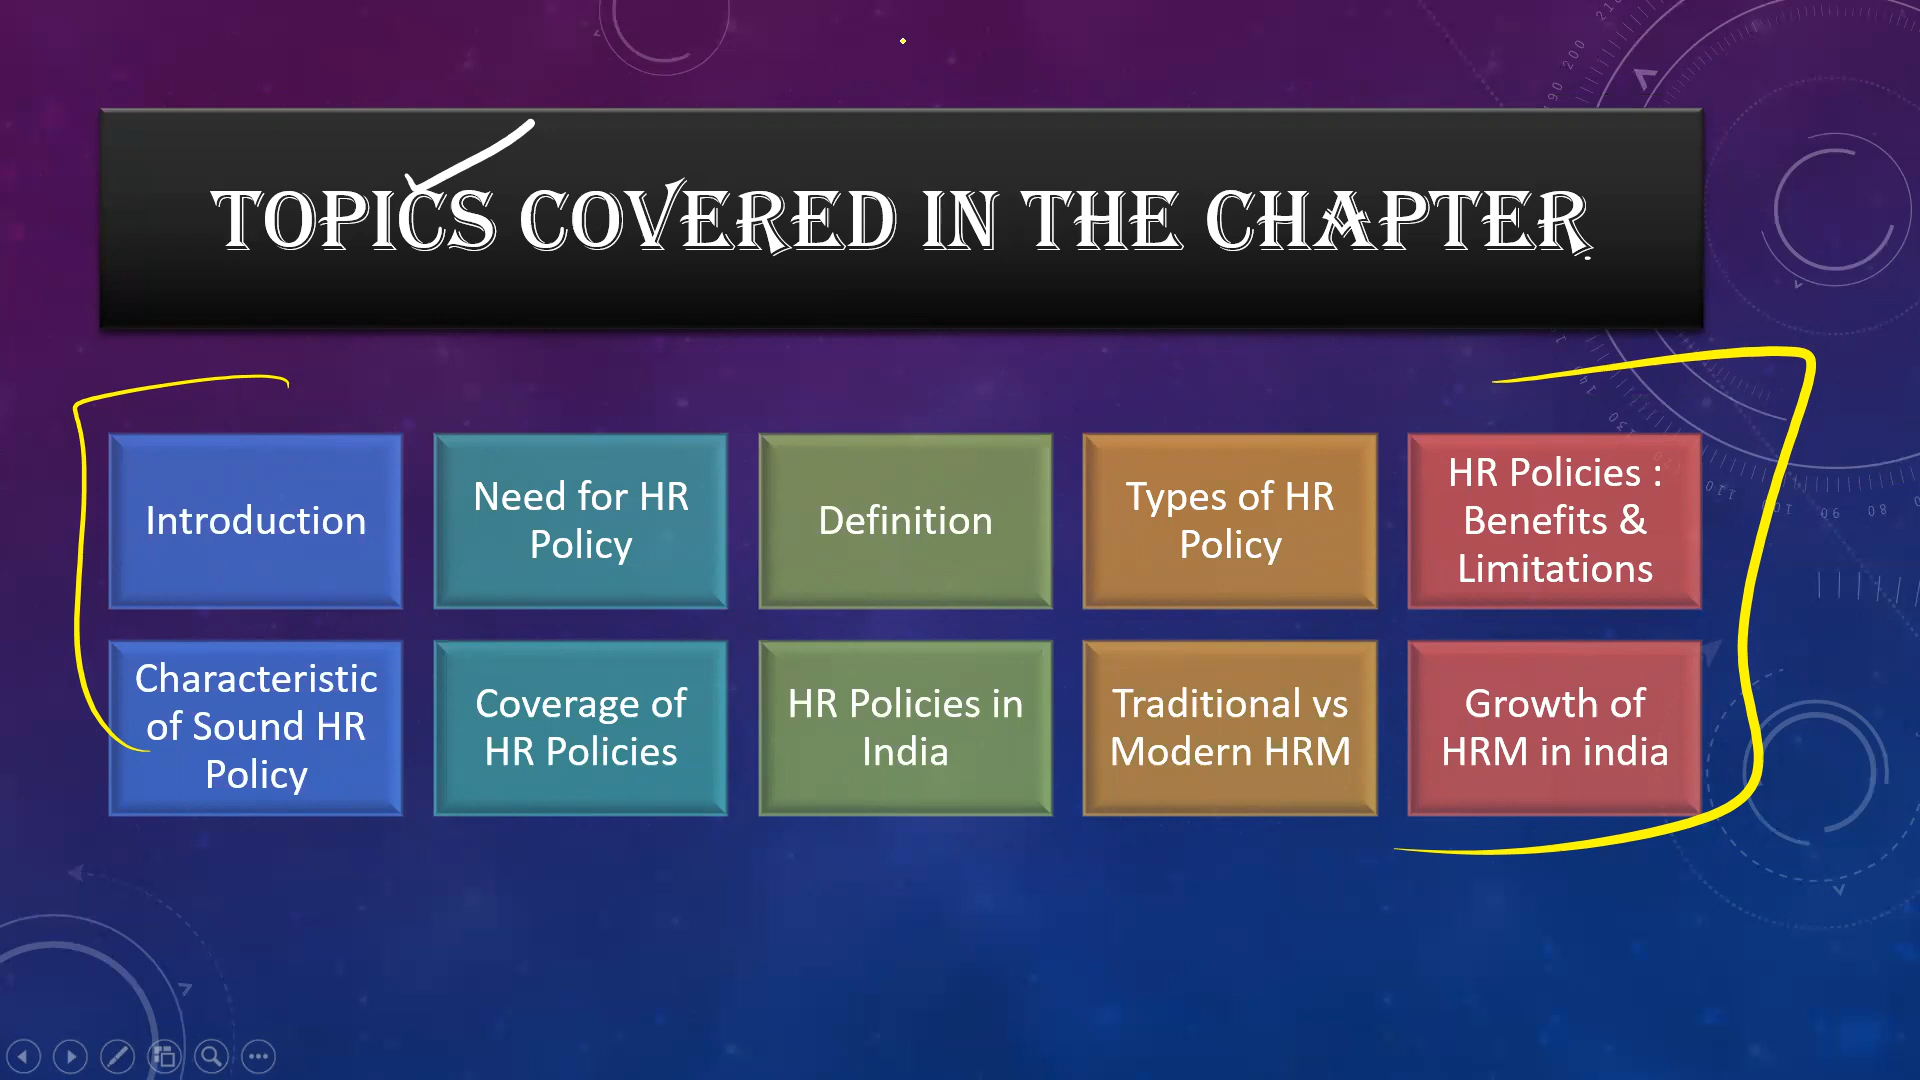 TOPICS COVERED IN THE CHAPTER
Introduction
Need for HR
Policy
Definition
Types of HR
Policy
HR Policies :
Benefits &
Limitations
Characteristic
of Sound HR
Policy
Coverage of
HR Policies
HR Policies in
India
Traditional vs
Modern HRM
Growth of
HRM in india